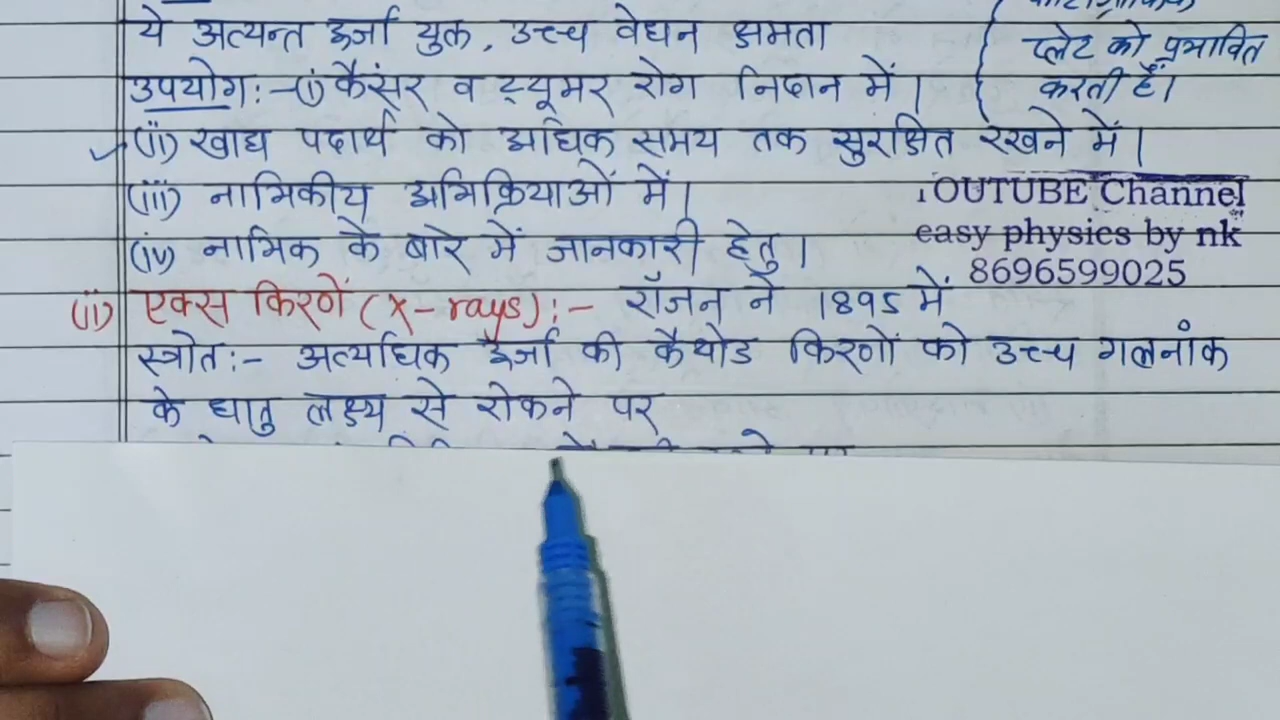 ये अत्यन्त ऊर्जा युक्त, उच्च वेधन क्षमता
प्लेट को प्रभावित
करती हैं।
उपयोग:- (i) कैंसर व ट्यूमर रोग निदान में।
(ii) खाद्य पदार्थ को अधिक समय तक सुरक्षित रखने में।
(iii) नाभिकीय अभिक्रियाओं में।
(iv) नाभिक के बारे में जानकारी हेतु।
YOUTUBE Channel
easy physics by nk
8696599025
(ii) एक्स किरणें (x-rays):- रॉजन ने 1895 में
स्त्रोत:- अत्यधिक ऊर्जा की कैथोड किरणों को उच्च गलनांक
के धातु लक्ष्य से रोकने पर